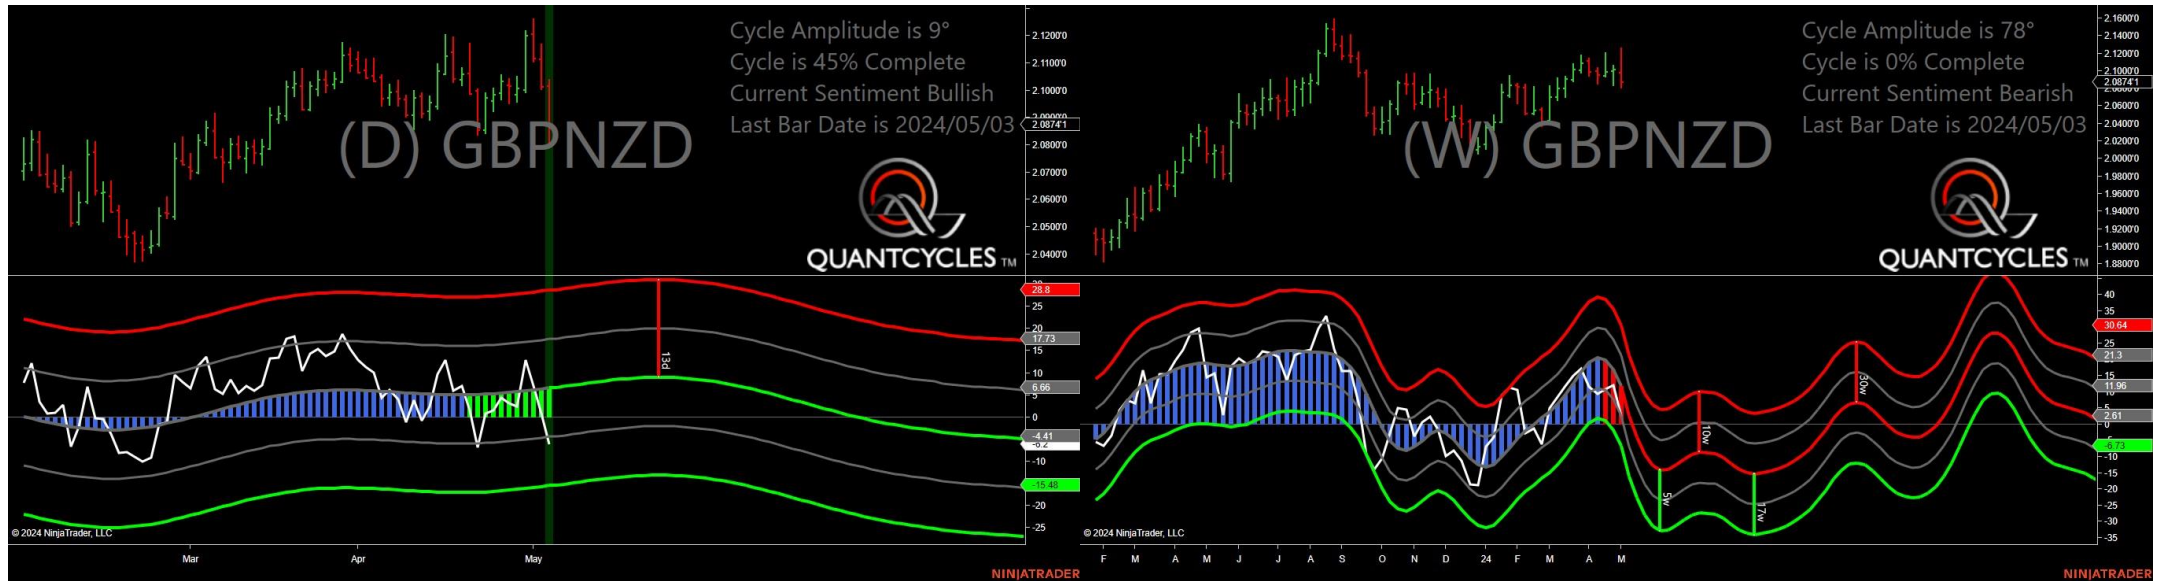 Cycle Amplitude is 9°
Cycle is 45% Complete
Current Sentiment Bullish
Last Bar Date is 2024/05/03
(D) GBPNZD
QUANTCYCLES TM
2.1200'0
2.1100'0
2.1000'0
2.0874'1
2.0800'0
2.0700'0
2.0600'0
2.0500'0
2.0400'0
28.8
25
20
17.73
15
10
6.66
5
0
-4.41
-10
-15.48
-20
-25
13d
© 2024 NinjaTrader, LLC
Mar
Apr
May
NINJATRADER
Cycle Amplitude is 78°
Cycle is 0% Complete
Current Sentiment Bearish
Last Bar Date is 2024/05/03
(W) GBPNZD
QUANTCYCLES TM
2.1600'0
2.1400'0
2.1200'0
2.1000'0
2.0874'1
2.0600'0
2.0400'0
2.0200'0
2.0000'0
1.9800'0
1.9600'0
1.9400'0
1.9200'0
1.9000'0
1.8800'0
40
35
30.64
25
21.3
15
11.96
5
2.61
0
-6.73
-10
-15
-20
-25
-30
-35
5w
10w
17w
30w
© 2024 NinjaTrader, LLC
F M A M J J A S O N D 24 F M A M
NINJATRADER